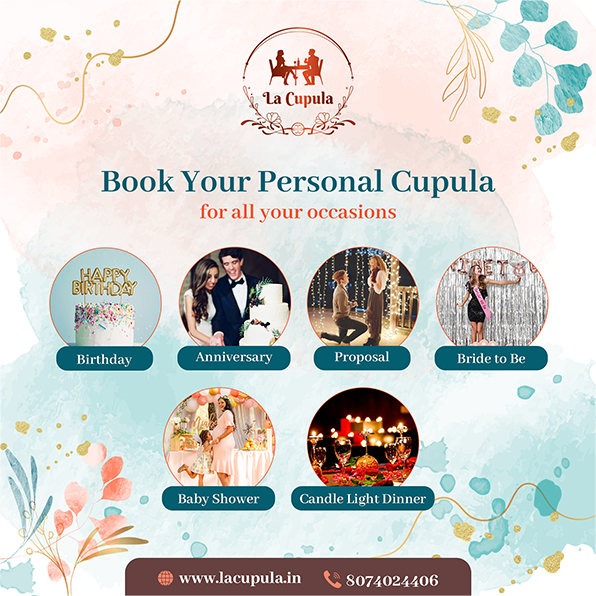 La Cupula
Book Your Personal Cupula
for all your occasions
HAPPY
BIRTHDAY
Birthday
Anniversary
Proposal
Bride to Be
Baby Shower
Candle Light Dinner
www.lacupula.in
8074024406